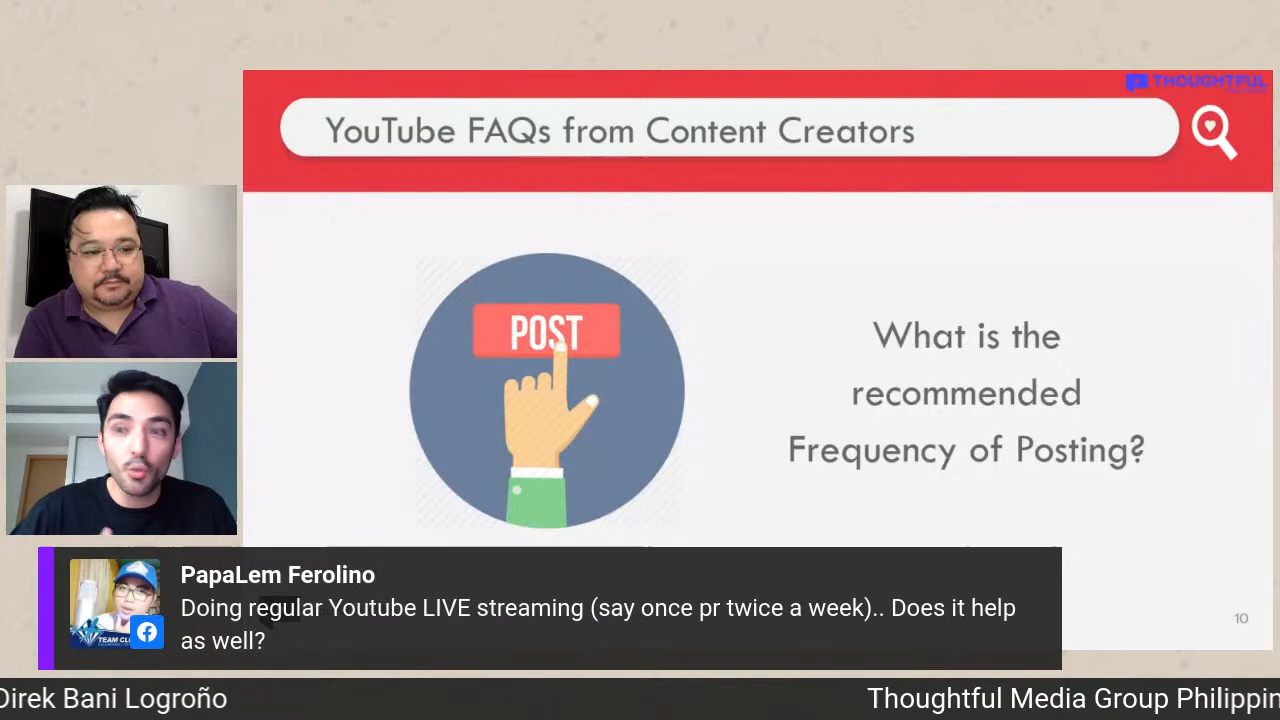 THOUGHTFUL
YouTube FAQs from Content Creators
POST
What is the
recommended
Frequency of Posting?
PapaLem Ferolino
Doing regular Youtube LIVE streaming (say once pr twice a week).. Does it help
as well?
TEAM CL
10
Direk Bani Logroño
Thoughtful Media Group Philippin